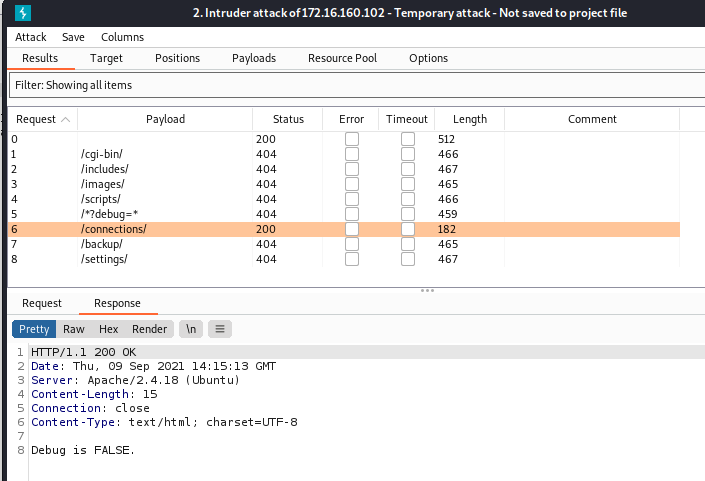 2. Intruder attack of 172.16.160.102 - Temporary attack - Not saved to project file
Attack Save Columns
Results Target Positions Payloads Resource Pool Options
Filter: Showing all items
Request Payload Status Error Timeout Length Comment
0 200 512
1 /cgi-bin/ 404 466
2 /includes/ 404 467
3 /images/ 404 465
4 /scripts/ 404 466
5 /*?debug=* 404 459
6 /connections/ 200 182
7 /backup/ 404 465
8 /settings/ 404 467
Request Response
Pretty Raw Hex Render \n
1 HTTP/1.1 200 OK
2 Date: Thu, 09 Sep 2021 14:15:13 GMT
3 Server: Apache/2.4.18 (Ubuntu)
4 Content-Length: 15
5 Connection: close
6 Content-Type: text/html; charset=UTF-8
7
8 Debug is FALSE.